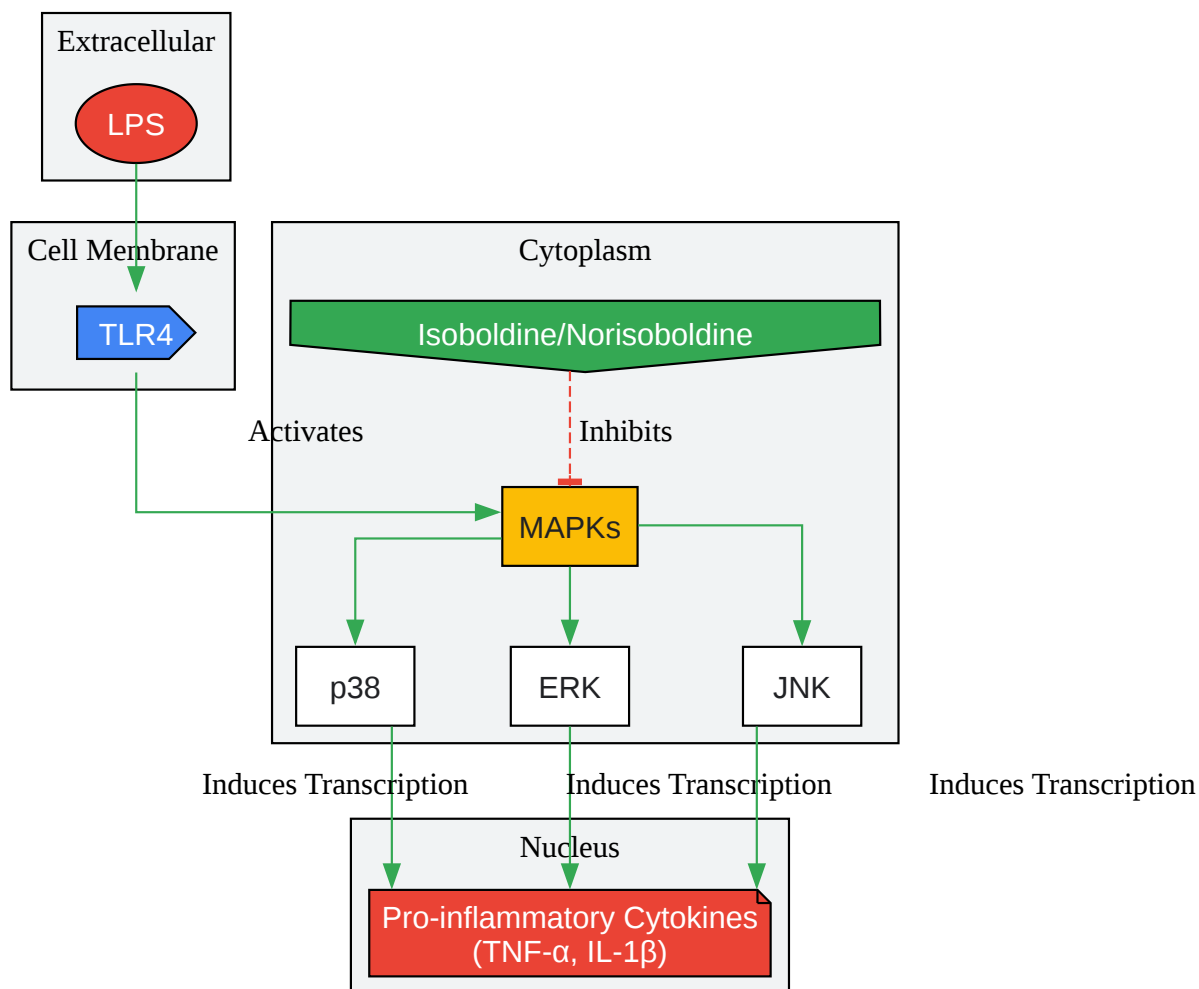 Extracellular
LPS
Cell Membrane
TLR4
Cytoplasm
Isoboldine/Norisoboldine
Activates
Inhibits
MAPKs
p38
ERK
JNK
Induces Transcription
Induces Transcription
Induces Transcription
Nucleus
Pro-inflammatory Cytokines
(TNF-α, IL-1β)